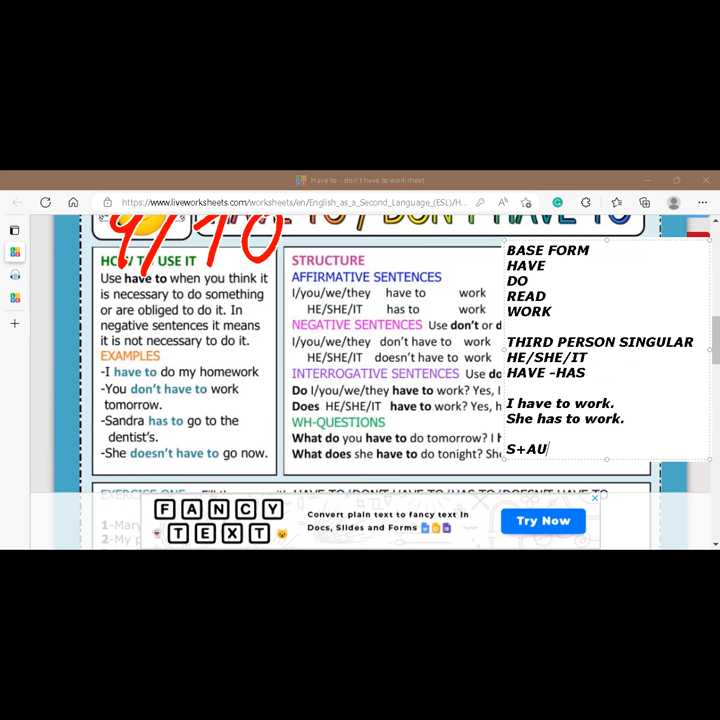 Have to - don't have to worksheet
https://www.liveworksheets.com/worksheets/en/English_as_a_Second_Language_(ESL)/H...
HAVE TO / DON'T HAVE TO
9/10
TO USE IT
Use have to when you think it
is necessary to do something
or are obliged to do it. In
negative sentences it means
it is not necessary to do it.
EXAMPLES
-I have to do my homework
-You don't have to work
tomorrow.
-Sandra has to go to the
dentist's.
-She doesn't have to go now.
STRUCTURE
AFFIRMATIVE SENTENCES
I/you/we/they have to work
HE/SHE/IT has to work
NEGATIVE SENTENCES Use don't or d
I/you/we/they don't have to work
HE/SHE/IT doesn't have to work
INTERROGATIVE SENTENCES Use do
Do I/you/we/they have to work? Yes, I
Does HE/SHE/IT have to work? Yes, h
WH-QUESTIONS
What do you have to do tomorrow? I h
What does she have to do tonight? She
BASE FORM
HAVE
DO
READ
WORK
THIRD PERSON SINGULAR
HE/SHE/IT
HAVE -HAS
I have to work.
She has to work.
S+AU
1-Mary
2-My p
FANCY
TEXT
Convert plain text to fancy text in
Docs, Slides and Forms
Try Now